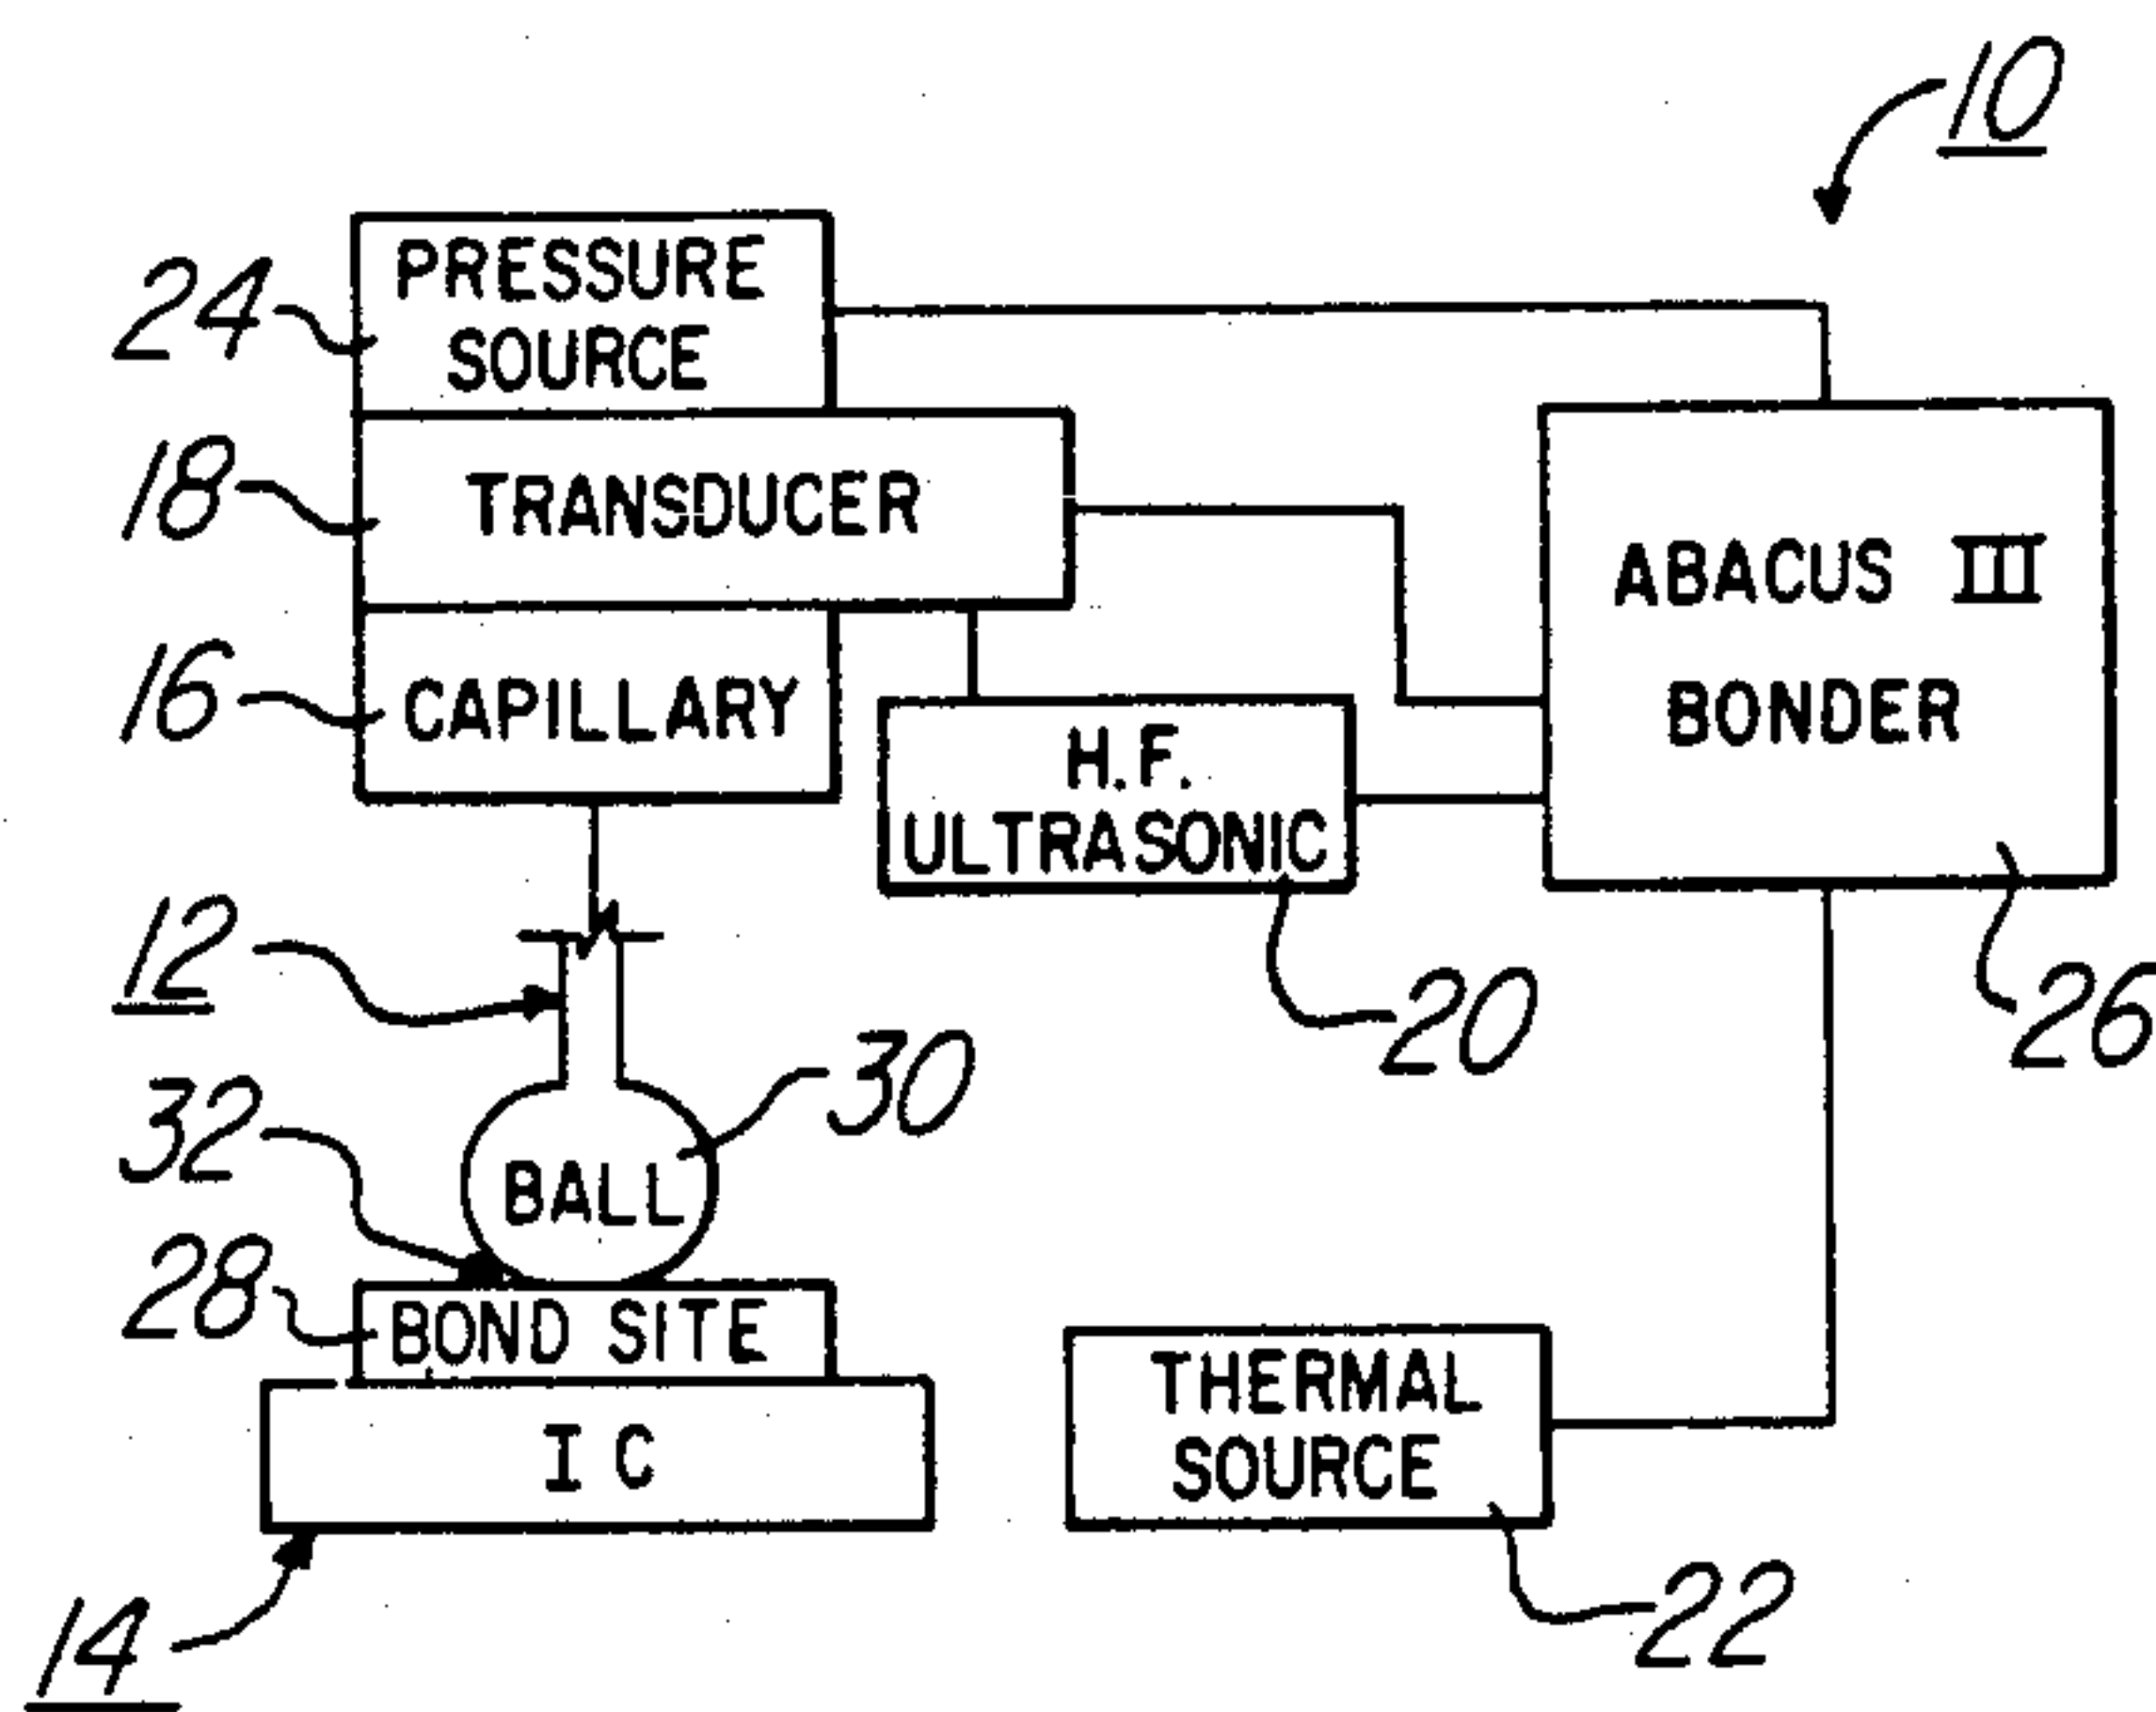 10
PRESSURE
SOURCE
24
TRANSDUCER
18
ABACUS III
BONDER
CAPILLARY
16
H.F.
ULTRASONIC
12
20
26
30
32
BALL
28
BOND SITE
THERMAL
SOURCE
IC
22
14